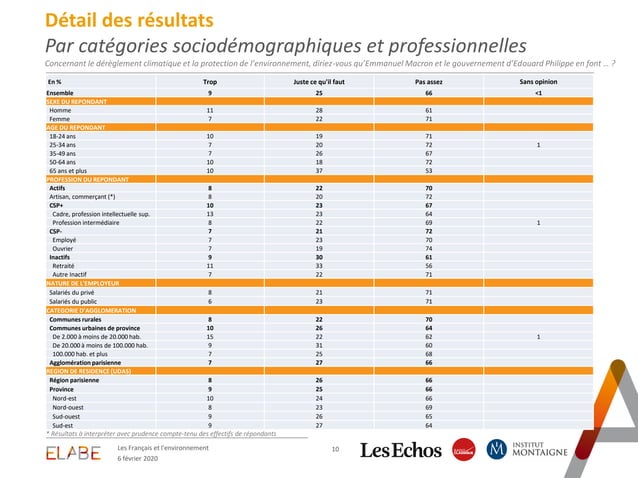 Détail des résultats
Par catégories sociodémographiques et professionnelles
Concernant le dérèglement climatique et la protection de l'environnement, diriez-vous qu'Emmanuel Macron et le gouvernement d'Edouard Philippe en font … ?
En % Trop Juste ce qu'il faut Pas assez Sans opinion
Ensemble 9 25 66 <1
SEXE DU REPONDANT
Homme 11 28 61
Femme 7 22 71
AGE DU REPONDANT
18-24 ans 10 19 71
25-34 ans 7 20 72 1
35-49 ans 7 26 67
50-64 ans 10 18 72
65 ans et plus 10 37 53
PROFESSION DU REPONDANT
Actifs 8 22 70
Artisan, commerçant (*) 8 20 72
CSP+ 10 23 67
Cadre, profession intellectuelle sup. 13 23 64
Profession intermédiaire 8 22 69 1
CSP- 7 21 72
Employé 7 23 70
Ouvrier 7 19 74
Inactifs 9 30 61
Retraité 11 33 56
Autre Inactif 7 22 71
NATURE DE L'EMPLOYEUR
Salariés du privé 8 21 71
Salariés du public 6 23 71
CATEGORIE D'AGGLOMERATION
Communes rurales 8 22 70
Communes urbaines de province 10 26 64
De 2.000 à moins de 20.000 hab. 15 22 62 1
De 20.000 à moins de 100.000 hab. 9 31 60
100.000 hab. et plus 7 25 68
Agglomération parisienne 7 27 66
REGION DE RESIDENCE (UDA5)
Région parisienne 8 26 66
Province 9 25 66
Nord-est 10 24 66
Nord-ouest 8 23 69
Sud-ouest 9 26 65
Sud-est 9 27 64
* Résultats à interpréter avec prudence compte-tenu des effectifs de répondants
ELABE
Les Français et l'environnement
6 février 2020
10
LesEchos
RADIO CLASSIQUE
INSTITUT
MONTAIGNE